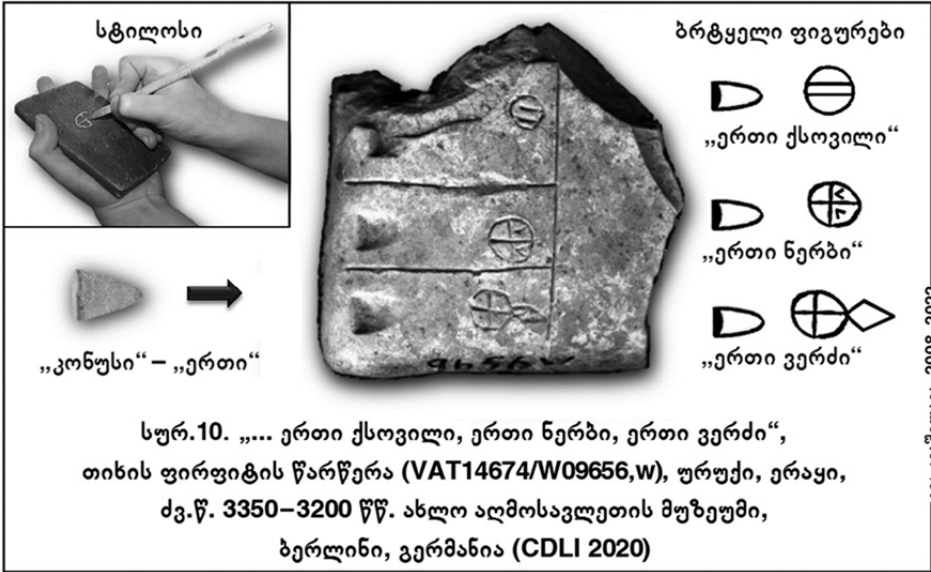 სტილოსი
ბრტყელი ფიგურები
„ერთი ქსოვილი“
„ერთი ნერბი“
„ერთი ვერძი“
„კონუსი“ – „ერთი“
სურ.10. „... ერთი ქსოვილი, ერთი ნერბი, ერთი ვერძი“,
თიხის ფირფიტის წარწერა (VAT14674/W09656,w), ურუქი, ერაყი,
ძვ.წ. 3350–3200 წწ. ახლო აღმოსავლეთის მუზეუმი,
ბერლინი, გერმანია (CDLI 2020)